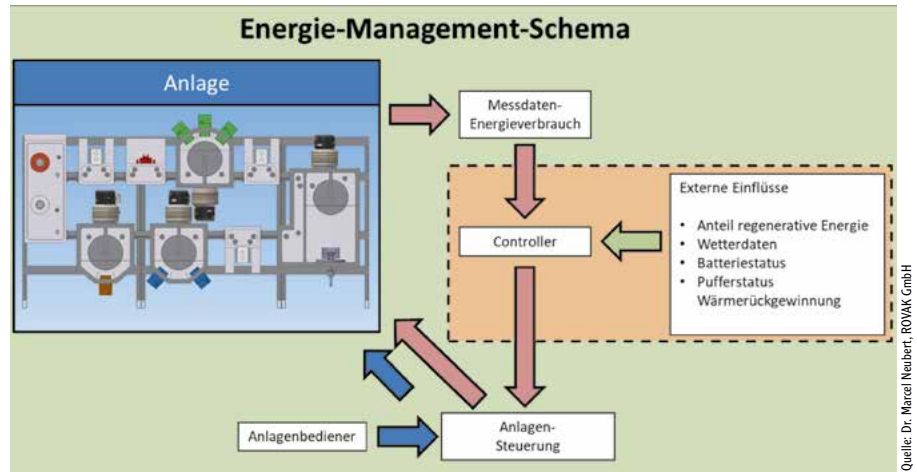 Energie-Management-Schema
Anlage
Messdaten-
Energieverbrauch
Controller
Externe Einflüsse
• Anteil regenerative Energie
• Wetterdaten
• Batteriestatus
• Pufferstatus
Wärmerückgewinnung
Anlagenbediener
Anlagen-
Steuerung
Quelle: Dr. Marcel Neubert, ROVAK GmbH